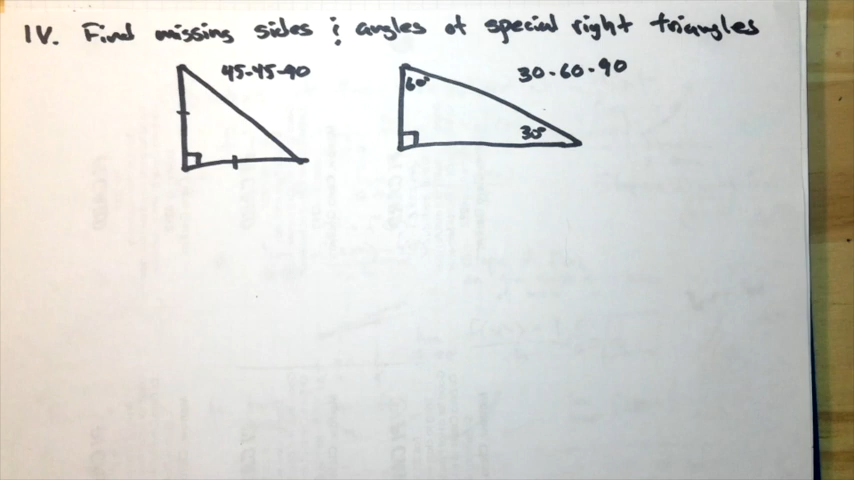 IV. Find missing sides & angles of special right triangles
45-45-90
30-60-90
60°
30°